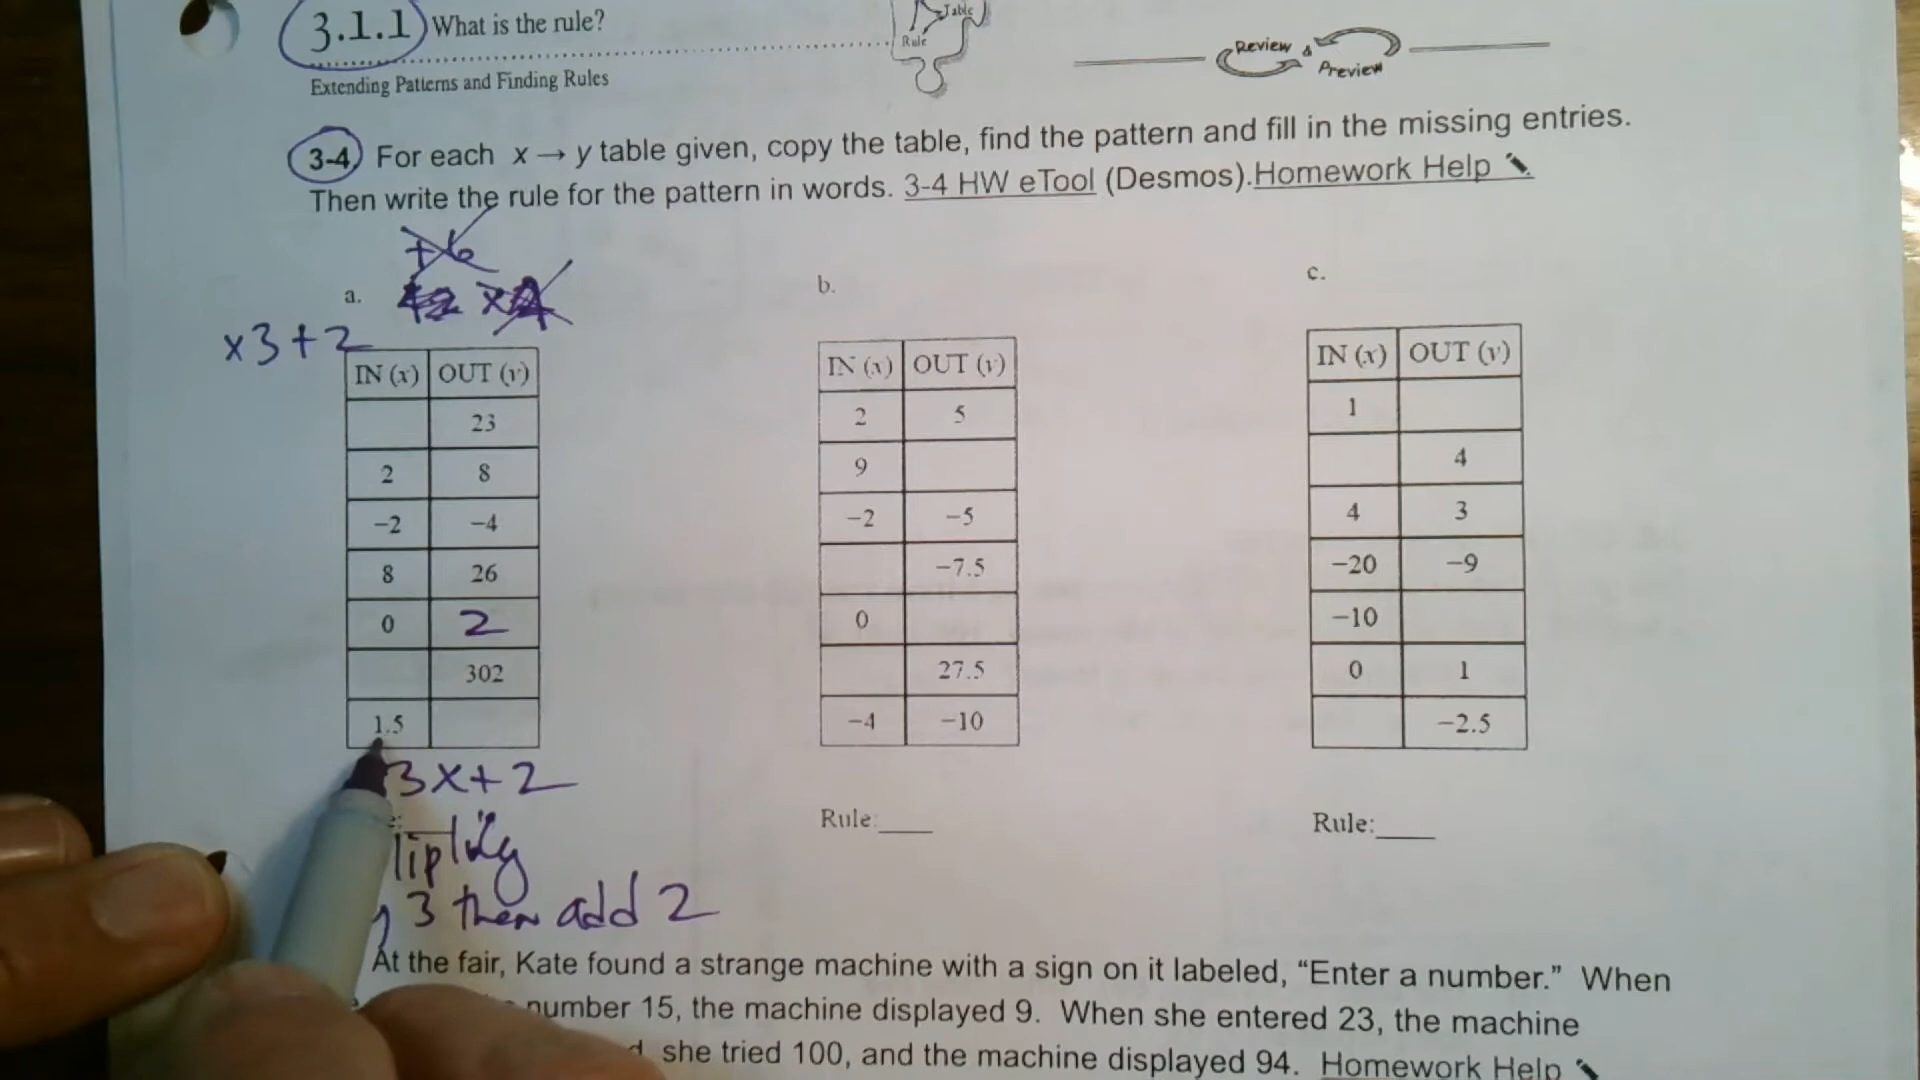 3.1.1 What is the rule?
Table
Rule
Review &
Preview
Extending Patterns and Finding Rules
3-4 For each x → y table given, copy the table, find the pattern and fill in the missing entries.
Then write the rule for the pattern in words. 3-4 HW eTool (Desmos).Homework Help ✎
+6
a.
x3+2
IN (x) OUT (y)
23
2 8
-2 -4
8 26
0 2
302
1.5
3x+2
3 then add 2
b.
IN (x) OUT (y)
2 5
9
-2 -5
-7.5
0
27.5
-4 -10
Rule:____
c.
IN (x) OUT (y)
1
4
4 3
-20 -9
-10
0 1
-2.5
Rule:____
At the fair, Kate found a strange machine with a sign on it labeled, “Enter a number.” When
number 15, the machine displayed 9. When she entered 23, the machine
she tried 100, and the machine displayed 94. Homework Help ✎